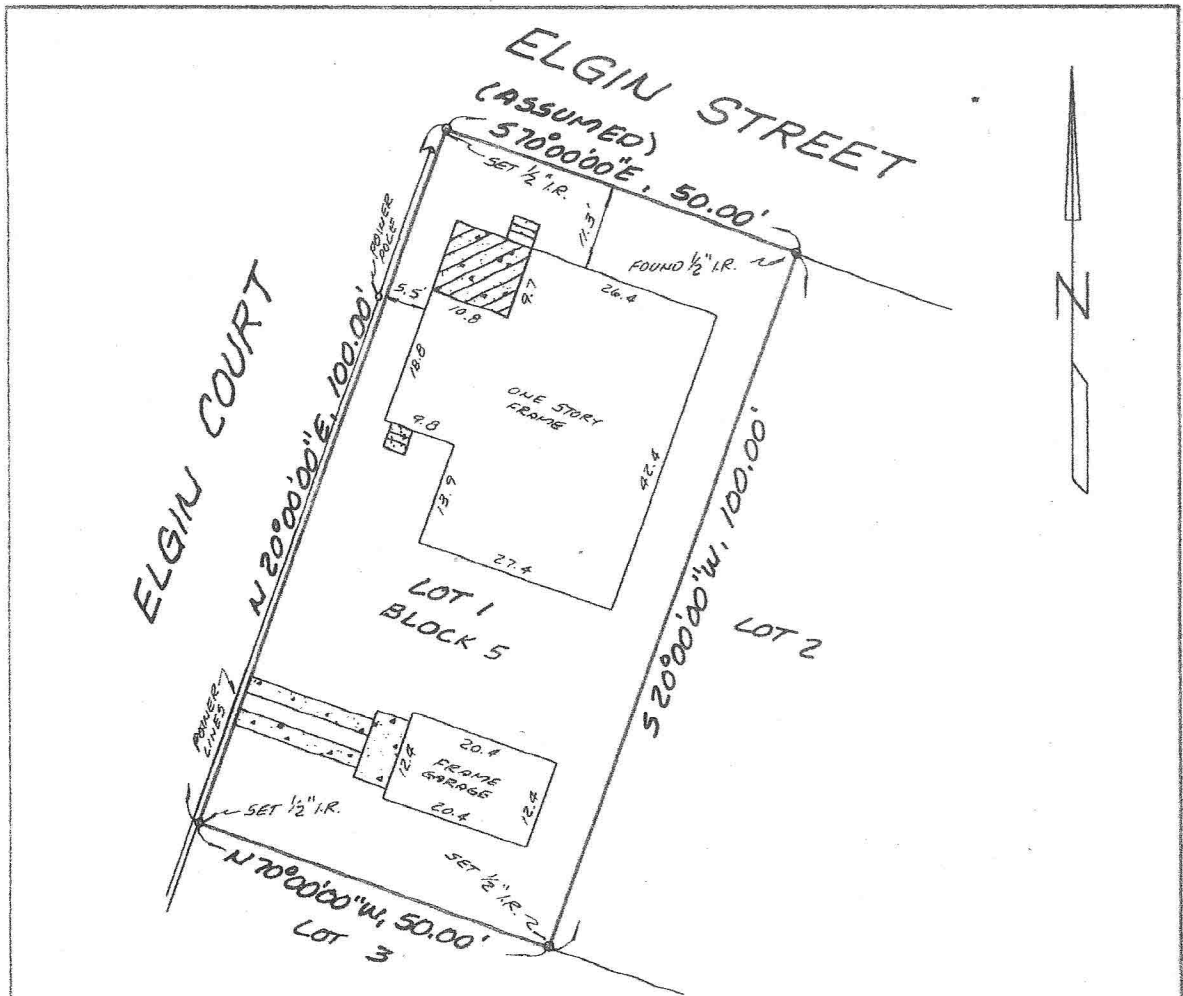 ELGIN STREET
(ASSUMED)
S70°00'00"E, 50.00'
SET 1/2" I.R.
11.3'
FOUND 1/2" I.R.
POWER
POLE
5.5'
10.8
9.7
26.4
18.8
ONE STORY
FRAME
9.8
13.9
42.4
27.4
ELGIN COURT
N 20°00'00"E, 100.00'
S 20°00'00"W, 100.00'
N
LOT 1
BLOCK 5
LOT 2
POWER
LINES
20.4
12.4
FRAME
GARAGE
12.4
20.4
SET 1/2" I.R.
SET 1/2" I.R.
N 70°00'00"W, 50.00'
LOT 3